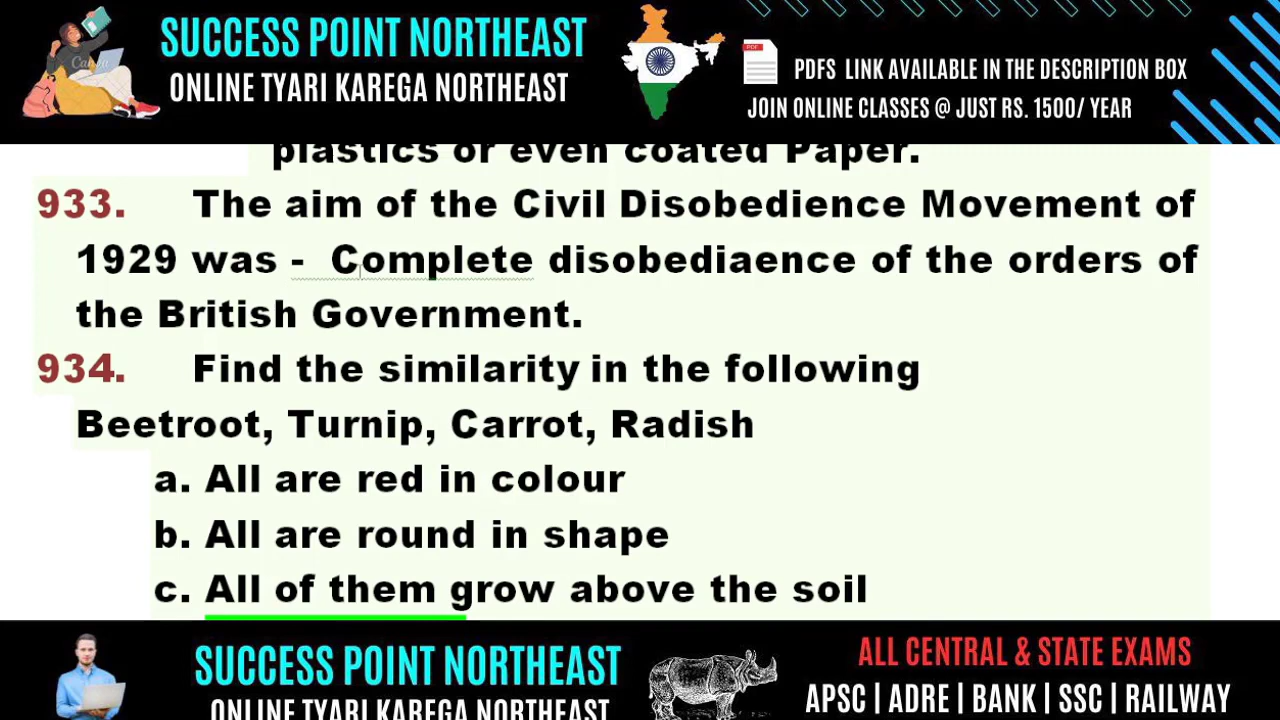 SUCCESS POINT NORTHEAST
ONLINE TYARI KAREGA NORTHEAST
Canva
PDF
PDFS LINK AVAILABLE IN THE DESCRIPTION BOX
JOIN ONLINE CLASSES @ JUST RS. 1500/ YEAR
plastics or even coated Paper.
933. The aim of the Civil Disobedience Movement of
1929 was - Complete disobediaence of the orders of
the British Government.
934. Find the similarity in the following
Beetroot, Turnip, Carrot, Radish
a. All are red in colour
b. All are round in shape
c. All of them grow above the soil
SUCCESS POINT NORTHEAST
ONLINE TYARI KAREGA NORTHEAST
ALL CENTRAL & STATE EXAMS
APSC | ADRE | BANK | SSC | RAILWAY